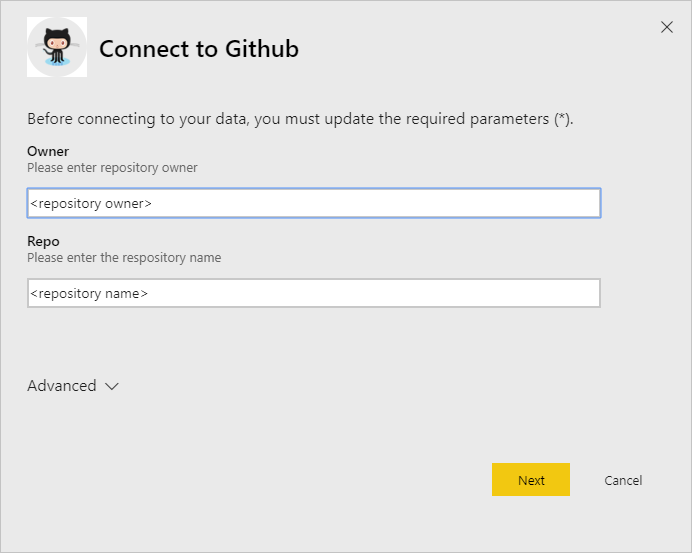 Connect to Github
Before connecting to your data, you must update the required parameters (*).
Owner
Please enter repository owner
<repository owner>
Repo
Please enter the respository name
<repository name>
Advanced
Next
Cancel